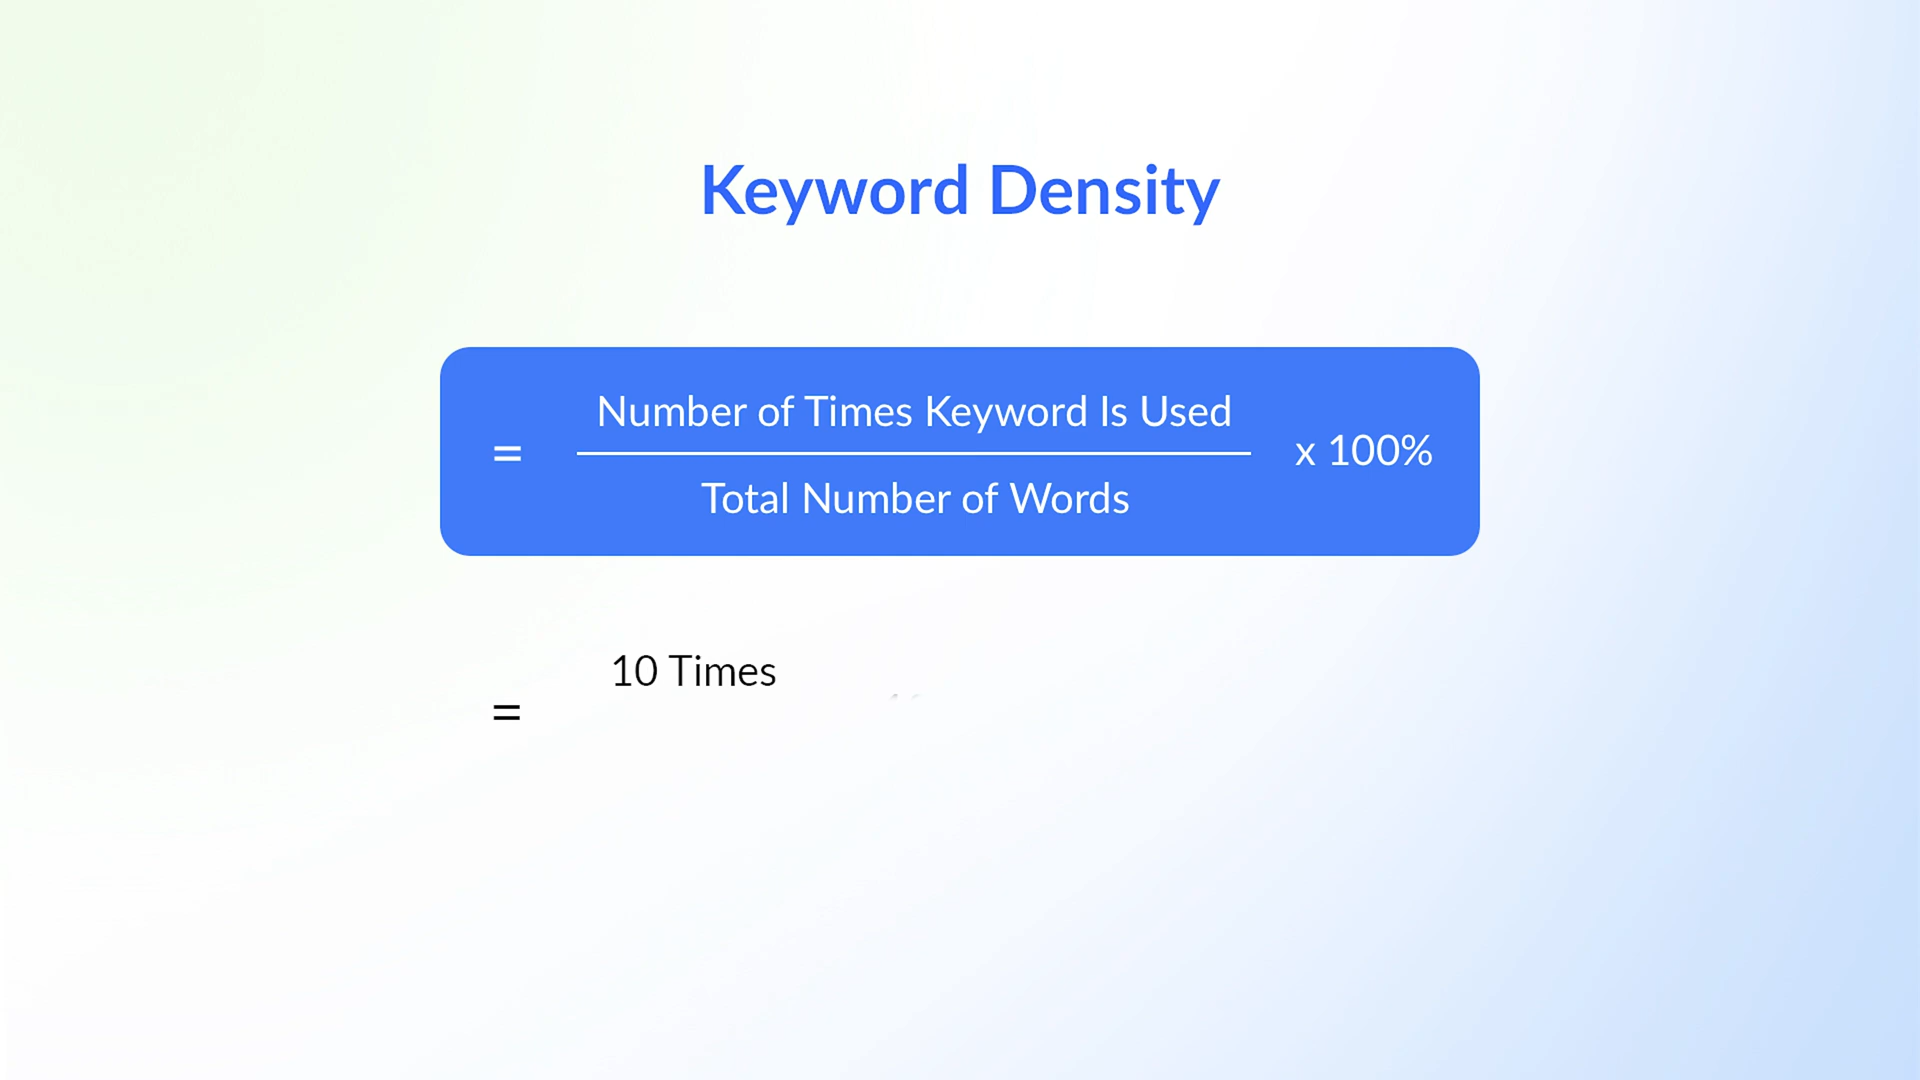 Keyword Density
Number of Times Keyword Is Used
= x 100%
Total Number of Words
10 Times
=